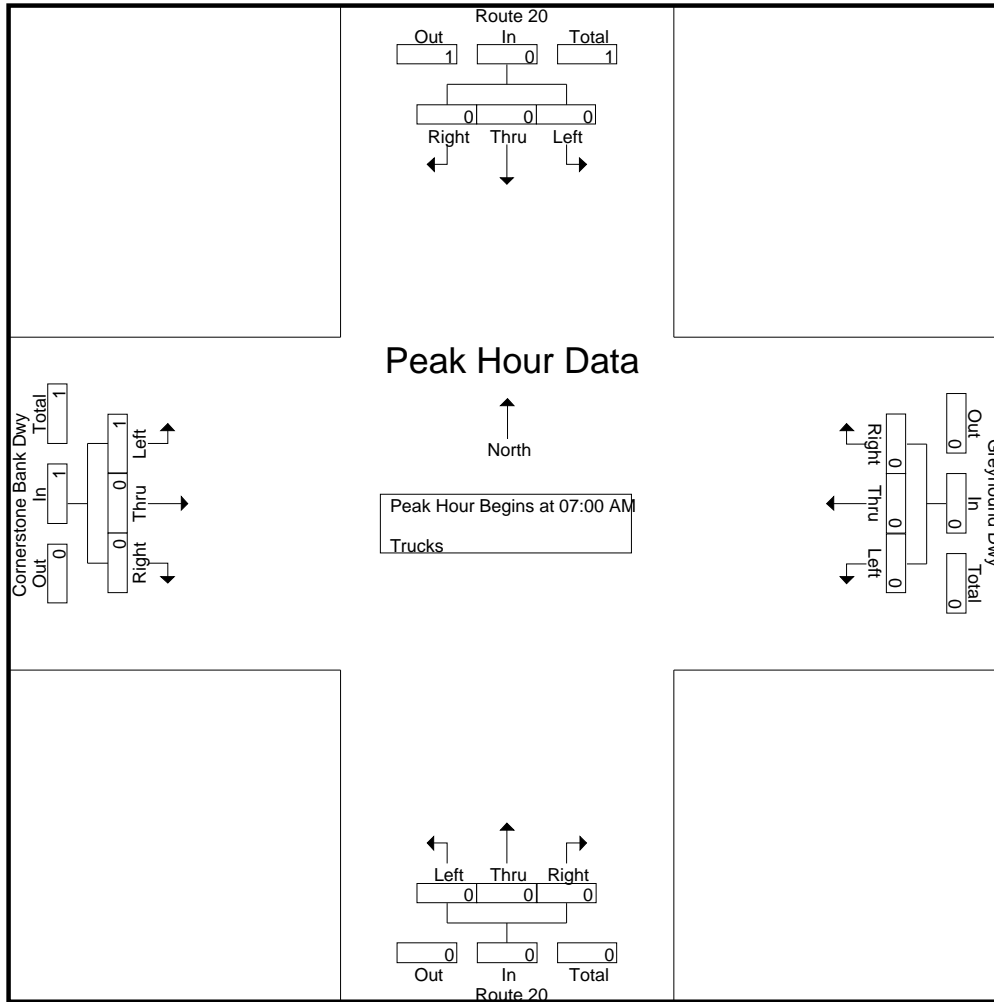 Route 20
Out In Total
1 0 1
0 0 0
Right Thru Left
Peak Hour Data
North
Peak Hour Begins at 07:00 AM
Trucks
Cornerstone Bank Dwy
Out In Total
0 1 1
0 0 1
Right Thru Left
Right Thru Left
0 0 0
Out In Total
0 0 0
Greyhound Dwy
Left Thru Right
0 0 0
0 0 0
Out In Total
Route 20